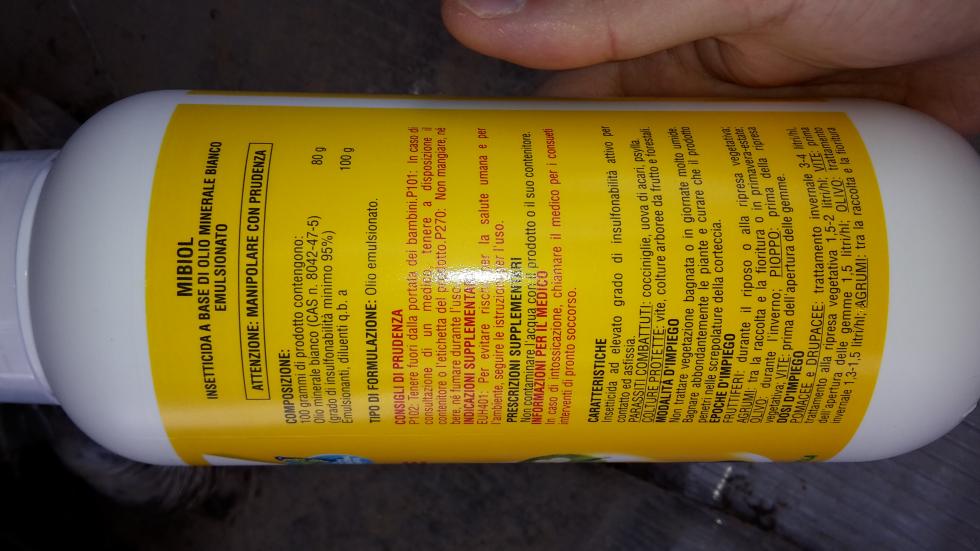 MIBIOL
INSETTICIDA A BASE DI OLIO MINERALE BIANCO
EMULSIONATO
ATTENZIONE: MANIPOLARE CON PRUDENZA
COMPOSIZIONE:
100 grammi di prodotto contengono:
Olio minerale bianco (CAS n. 8042-47-5) 80 g
(grado di insulfonabilità minimo 95%)
Emulsionanti, diluenti q.b. a 100 g
TIPO DI FORMULAZIONE: Olio emulsionato.
CONSIGLI DI PRUDENZA
P102: Tenere fuori dalla portata dei bambini.P101: In caso di
consultazione di un medico tenere a disposizione il
contenitore o l'etichetta del prodotto.P270: Non mangiare, né
bere, né fumare durante l'uso.
INDICAZIONI SUPPLEMENTARI
EUH401: Per evitare rischi per la salute umana e per
l'ambiente, seguire le istruzioni per l'uso.
PRESCRIZIONI SUPPLEMENTARI
Non contaminare l'acqua con il prodotto o il suo contenitore.
INFORMAZIONI PER IL MEDICO
In caso di intossicazione, chiamare il medico per i consueti
interventi di pronto soccorso.
CARATTERISTICHE
Insetticida ad elevato grado di insulfonabilità attivo per
contatto ed asfissia.
PARASSITI COMBATTUTI: cocciniglie, uova di acari, psylla.
COLTURE PROTETTE: vite, colture arboree da frutto e forestali.
MODALITA D'IMPIEGO
Non trattare vegetazione bagnata o in giornate molto umide.
Bagnare abbondantemente le piante e curare che il prodotto
penetri nelle screpolature della corteccia.
EPOCHE D'IMPIEGO
FRUTTIFERI: durante il riposo o alla ripresa vegetativa;
AGRUMI: tra la raccolta e la fioritura o in primavera-estate;
OLIVO: durante l'inverno; PIOPPO: prima della ripresa
vegetativa; VITE: prima dell'apertura delle gemme.
DOSI D'IMPIEGO
POMACEE e DRUPACEE: trattamento invernale 3-4 litri/hl,
trattamento alla ripresa vegetativa 1,5-2 litri/hl; VITE: prima
dell'apertura delle gemme 1,5 litri/hl; OLIVO: trattamento
invernale 1,3-1,5 litri/hl; AGRUMI: tra la raccolta e la fioritura